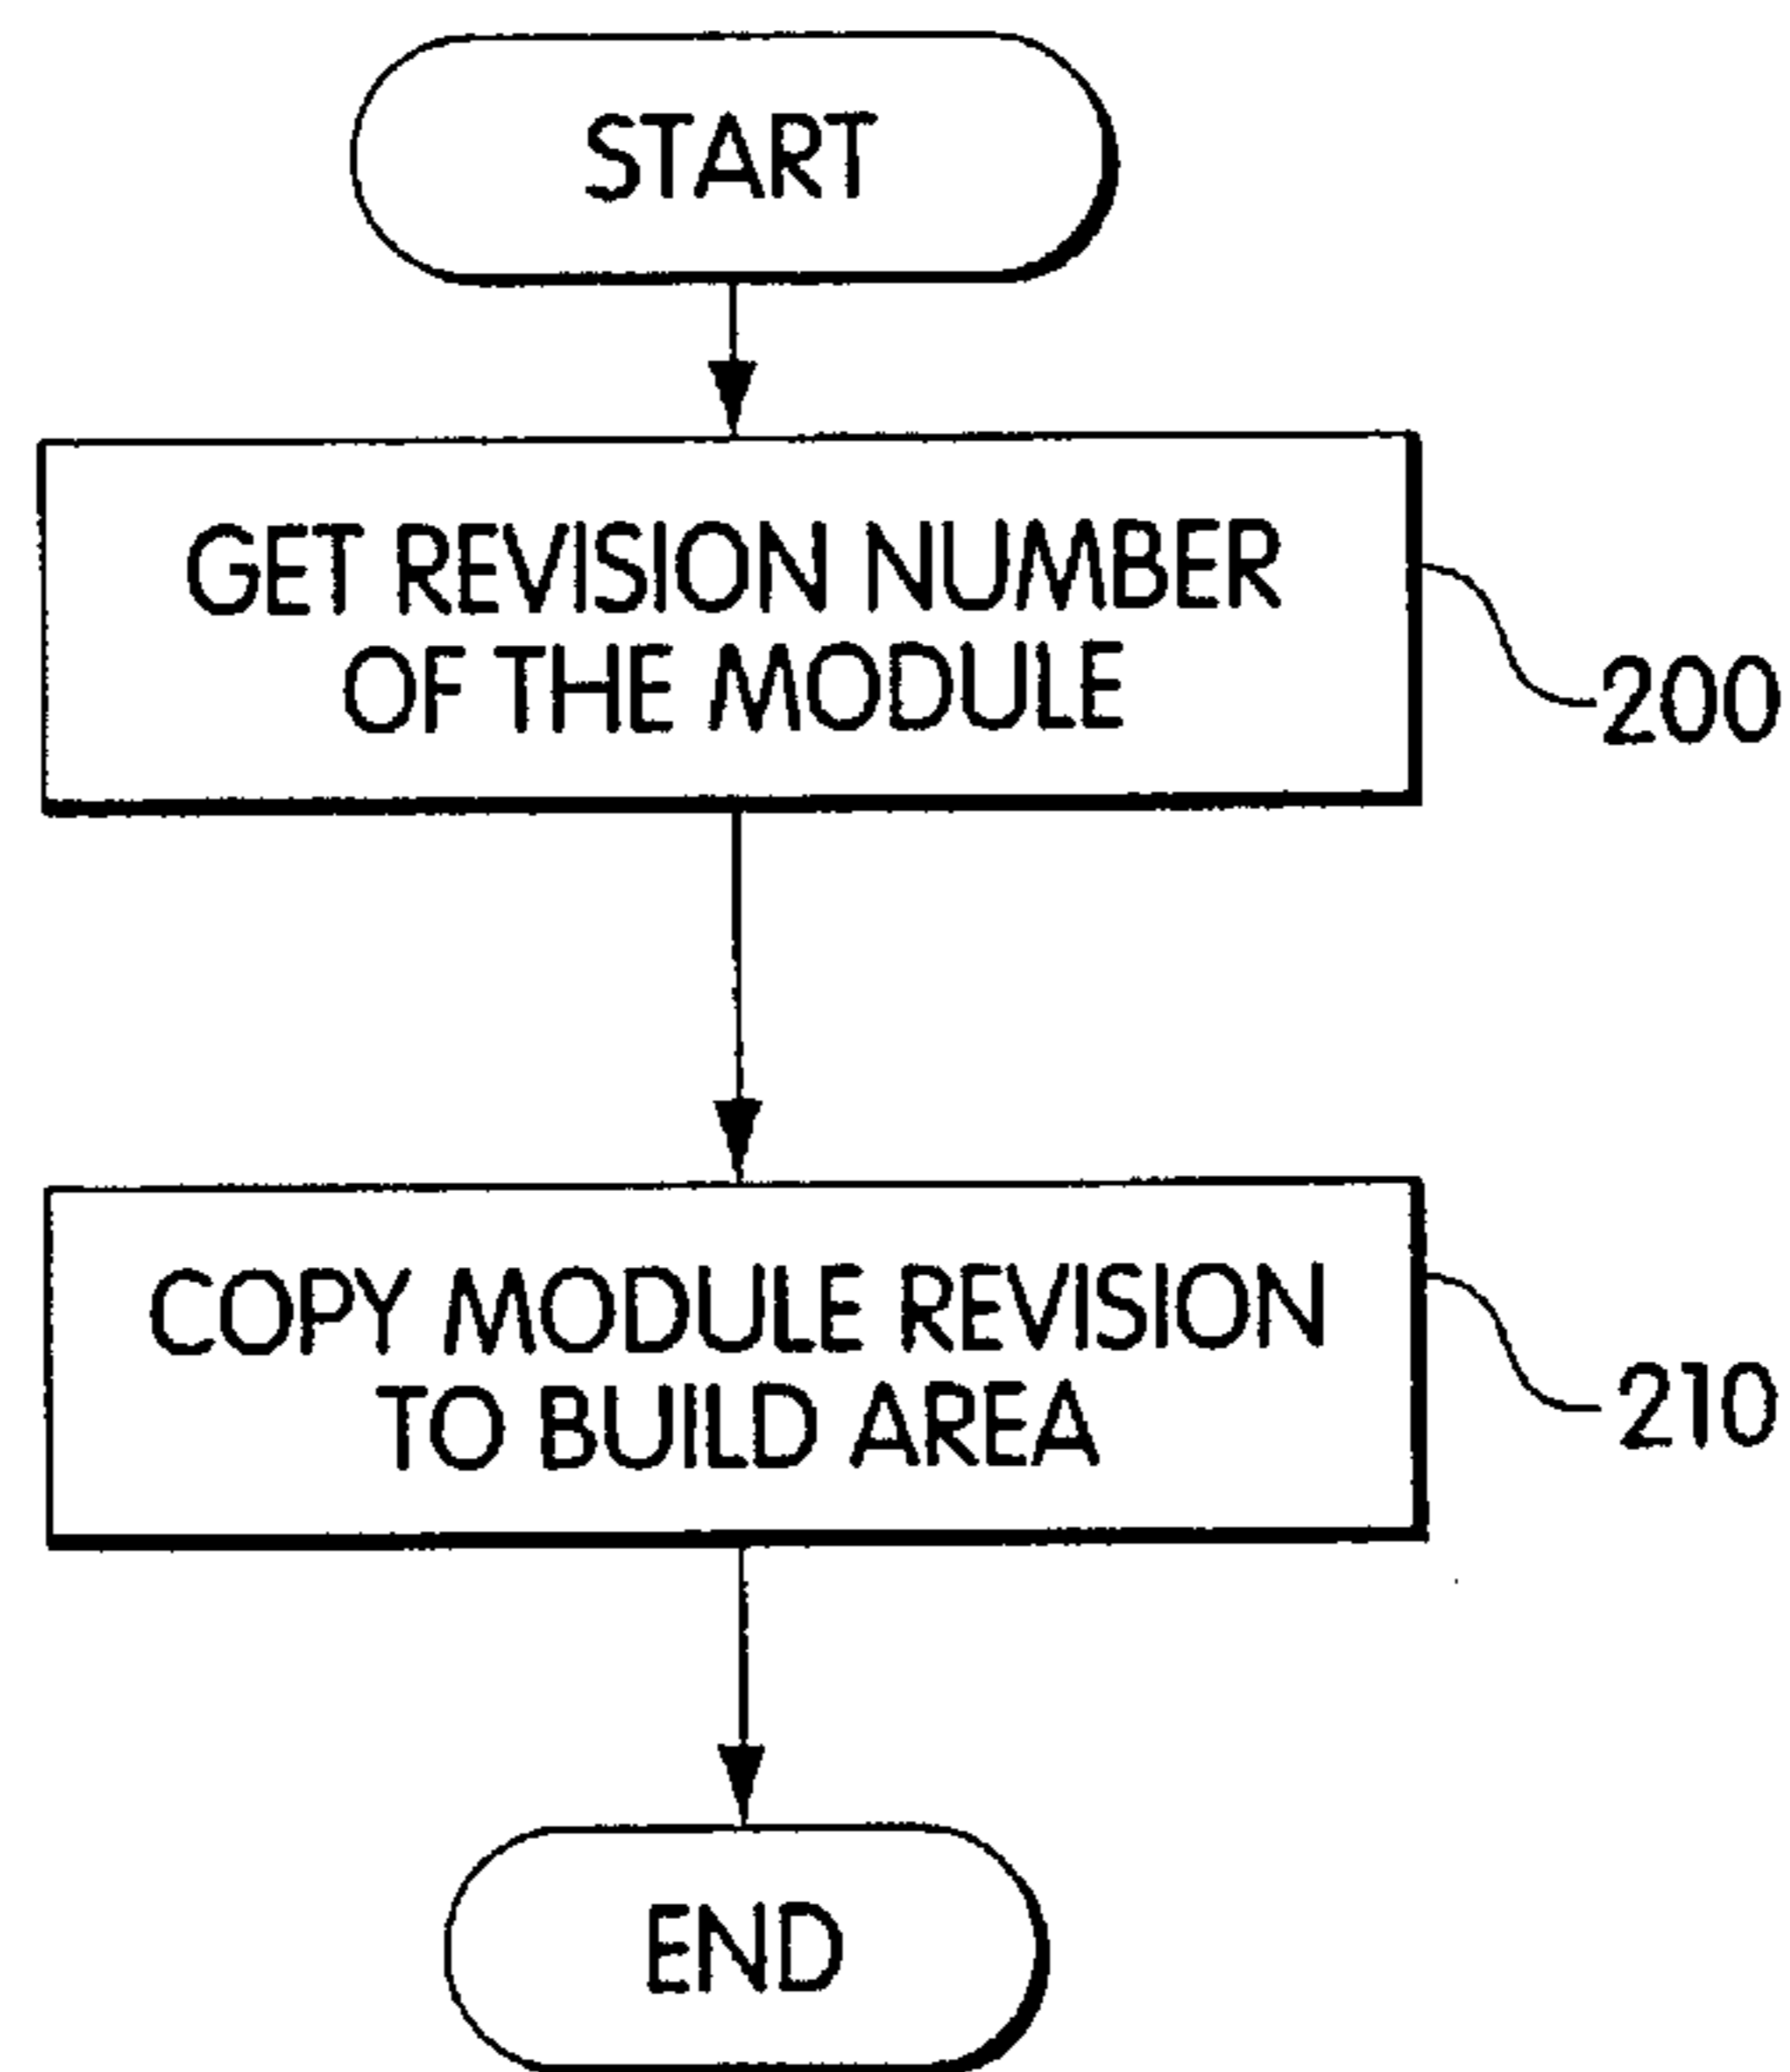 START
GET REVISION NUMBER
OF THE MODULE
200
COPY MODULE REVISION
TO BUILD AREA
210
END